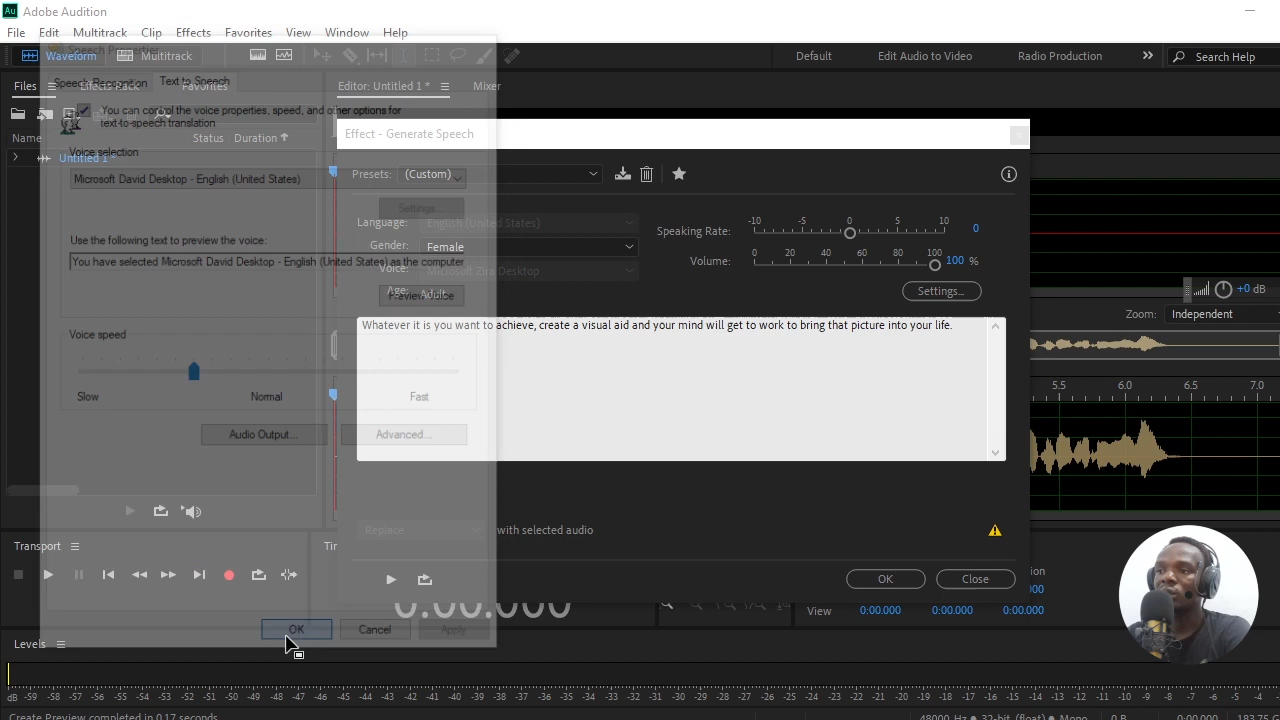 Au Adobe Audition
File Edit Multitrack Clip Effects Favorites View Window Help
Waveform Multitrack Default Edit Audio to Video Radio Production Search Help
Speech Properties
Speech Recognition Text to Speech
Files Effects Rack Favorites Editor: Untitled 1 * Mixer
You can control the voice properties, speed, and other options for
text-to-speech translation
Name Status Duration
Untitled 1 *
Effect - Generate Speech
Voice selection
Microsoft David Desktop - English (United States)
Settings...
Use the following text to preview the voice:
You have selected Microsoft David Desktop - English (United States) as the computer
Preview Voice
Voice speed
Slow Normal Fast
Audio Output... Advanced...
OK Cancel Apply
Presets: (Custom)
Language: English (United States)
Gender: Female
Voice: Microsoft Zira Desktop
Age: Adult
Speaking Rate: -10 -5 0 5 10 0
Volume: 0 20 40 60 80 100 100 %
Settings...
Whatever it is you want to achieve, create a visual aid and your mind will get to work to bring that picture into your life.
Replace with selected audio
OK Close
+0 dB
Zoom: Independent
5.5 6.0 6.5 7.0
Transport
0:00.000
View 0:00.000 0:00.000 0:00.000
Levels
dB -59 -58 -57 -56 -55 -54 -53 -52 -51 -50 -49 -48 -47 -46 -45 -44 -43 -42 -41 -40 -39 -38 -37 -36 -35 -34 -33 -32 -31 -30 -29 -28 -27 -26 -25 -24 -23 -22 -21 -20 -19 -18 -17 -16 -15 -14 -13 -12 -11 -10 -9 -8 -7 -6 -5 -4
Create Preview completed in 0.17 seconds
48000 Hz ● 32-bit (float) ● Mono 0 B 0:00.000